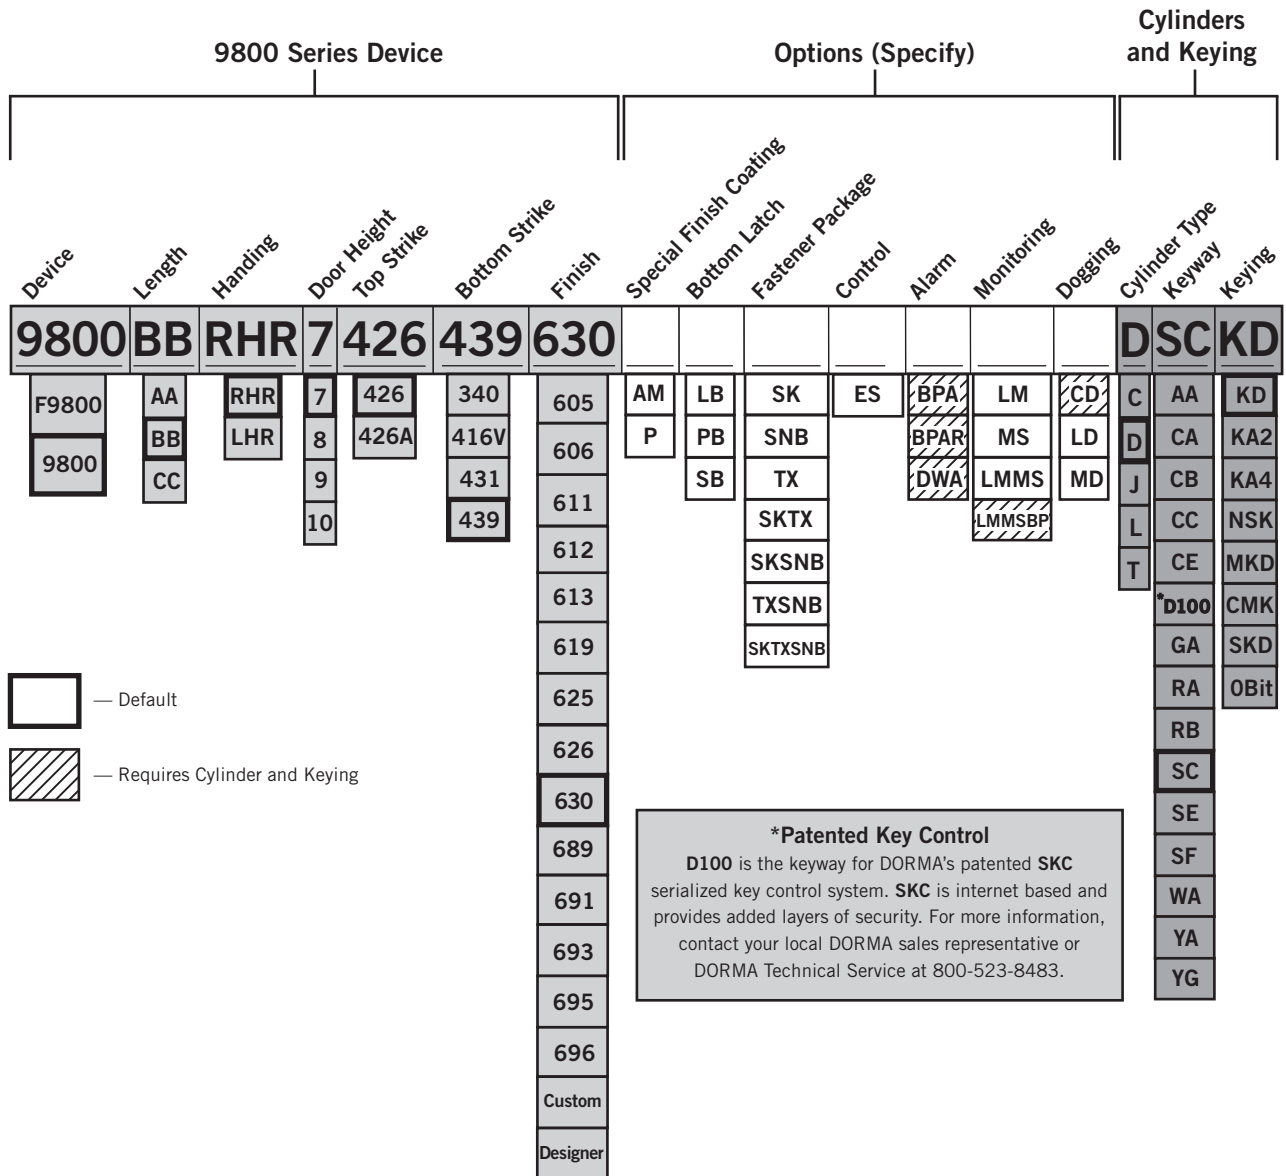 9800 Series Device
Options (Specify)
Cylinders
and Keying
Device
Length
Handing
Door Height
Top Strike
Bottom Strike
Finish
Special Finish Coating
Bottom Latch
Fastener Package
Control
Alarm
Monitoring
Dogging
Cylinder Type
Keyway
Keying
9800 BB RHR 7 426 439 630 D SC KD
F9800
9800
AA
BB
CC
RHR
LHR
7
8
9
10
426
426A
340
416V
431
439
605
606
611
612
613
619
625
626
630
689
691
693
695
696
Custom
Designer
AM
P
LB
PB
SB
SK
SNB
TX
SKTX
SKSNB
TXSNB
SKTXSNB
ES
BPA
BPAR
DWA
LM
MS
LMMS
LMMSBP
CD
LD
MD
C
D
J
L
T
AA
CA
CB
CC
CE
*D100
GA
RA
RB
SC
SE
SF
WA
YA
YG
KD
KA2
KA4
NSK
MKD
CMK
SKD
0Bit
— Default
— Requires Cylinder and Keying
*Patented Key Control
D100 is the keyway for DORMA's patented SKC
serialized key control system. SKC is internet based and
provides added layers of security. For more information,
contact your local DORMA sales representative or
DORMA Technical Service at 800-523-8483.